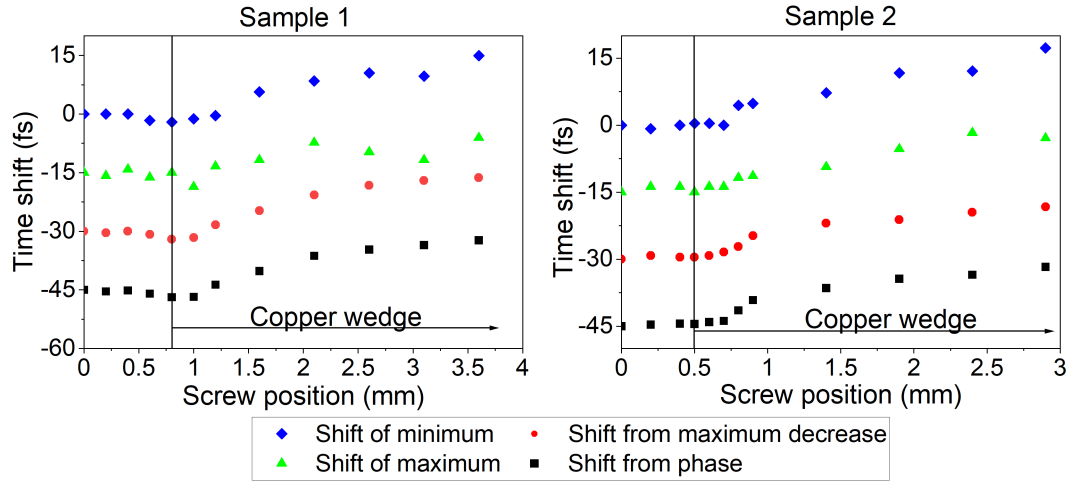 Sample 1
Time shift (fs)
15
0
-15
-30
-45
-60
Copper wedge
0 0.5 1 1.5 2 2.5 3 3.5 4
Screw position (mm)
Sample 2
Time shift (fs)
15
0
-15
-30
-45
Copper wedge
0 0.5 1 1.5 2 2.5 3
Screw position (mm)
Shift of minimum
Shift from maximum decrease
Shift of maximum
Shift from phase